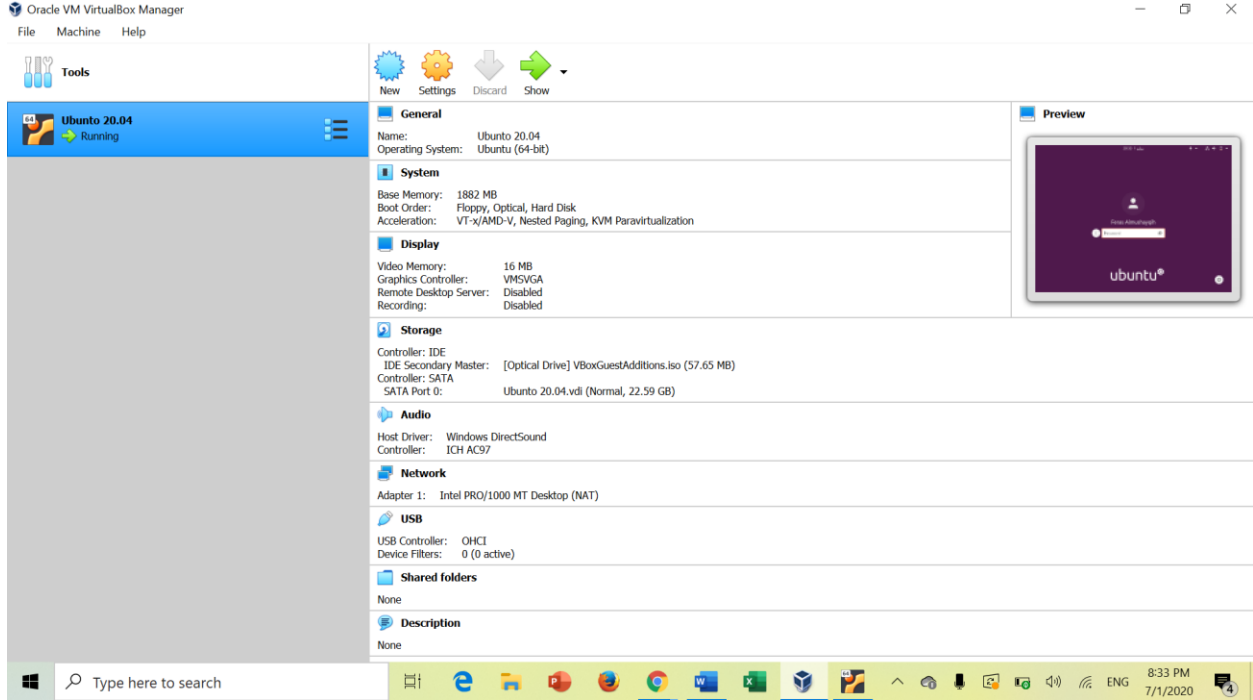 Oracle VM VirtualBox Manager
File Machine Help
Tools
New Settings Discard Show
64 Ubunto 20.04
Running
General
Name: Ubunto 20.04
Operating System: Ubuntu (64-bit)
System
Base Memory: 1882 MB
Boot Order: Floppy, Optical, Hard Disk
Acceleration: VT-x/AMD-V, Nested Paging, KVM Paravirtualization
Display
Video Memory: 16 MB
Graphics Controller: VMSVGA
Remote Desktop Server: Disabled
Recording: Disabled
Storage
Controller: IDE
IDE Secondary Master: [Optical Drive] VBoxGuestAdditions.iso (57.65 MB)
Controller: SATA
SATA Port 0: Ubunto 20.04.vdi (Normal, 22.59 GB)
Audio
Host Driver: Windows DirectSound
Controller: ICH AC97
Network
Adapter 1: Intel PRO/1000 MT Desktop (NAT)
USB
USB Controller: OHCI
Device Filters: 0 (0 active)
Shared folders
None
Description
None
Preview
ubuntu®
Type here to search
ENG
8:33 PM
7/1/2020
4